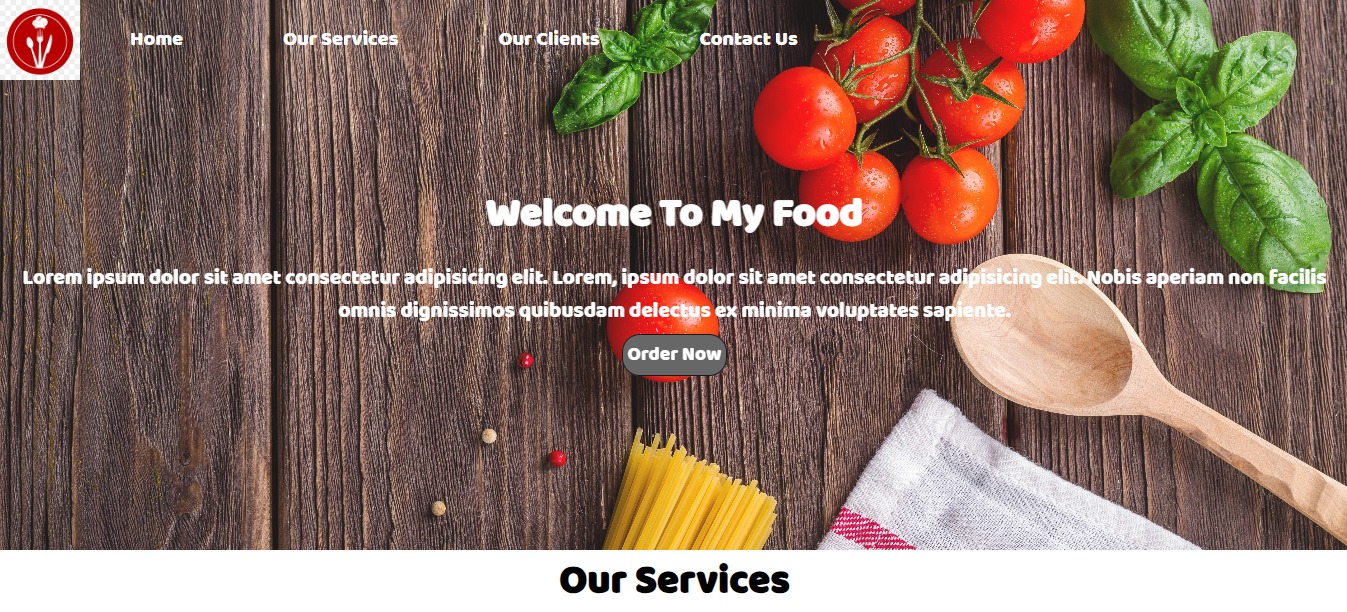 Home Our Services Our Clients Contact Us
Welcome To My Food
Lorem ipsum dolor sit amet consectetur adipisicing elit. Lorem, ipsum dolor sit amet consectetur adipisicing elit. Nobis aperiam non facilis
omnis dignissimos quibusdam delectus ex minima voluptates sapiente.
Order Now
Our Services